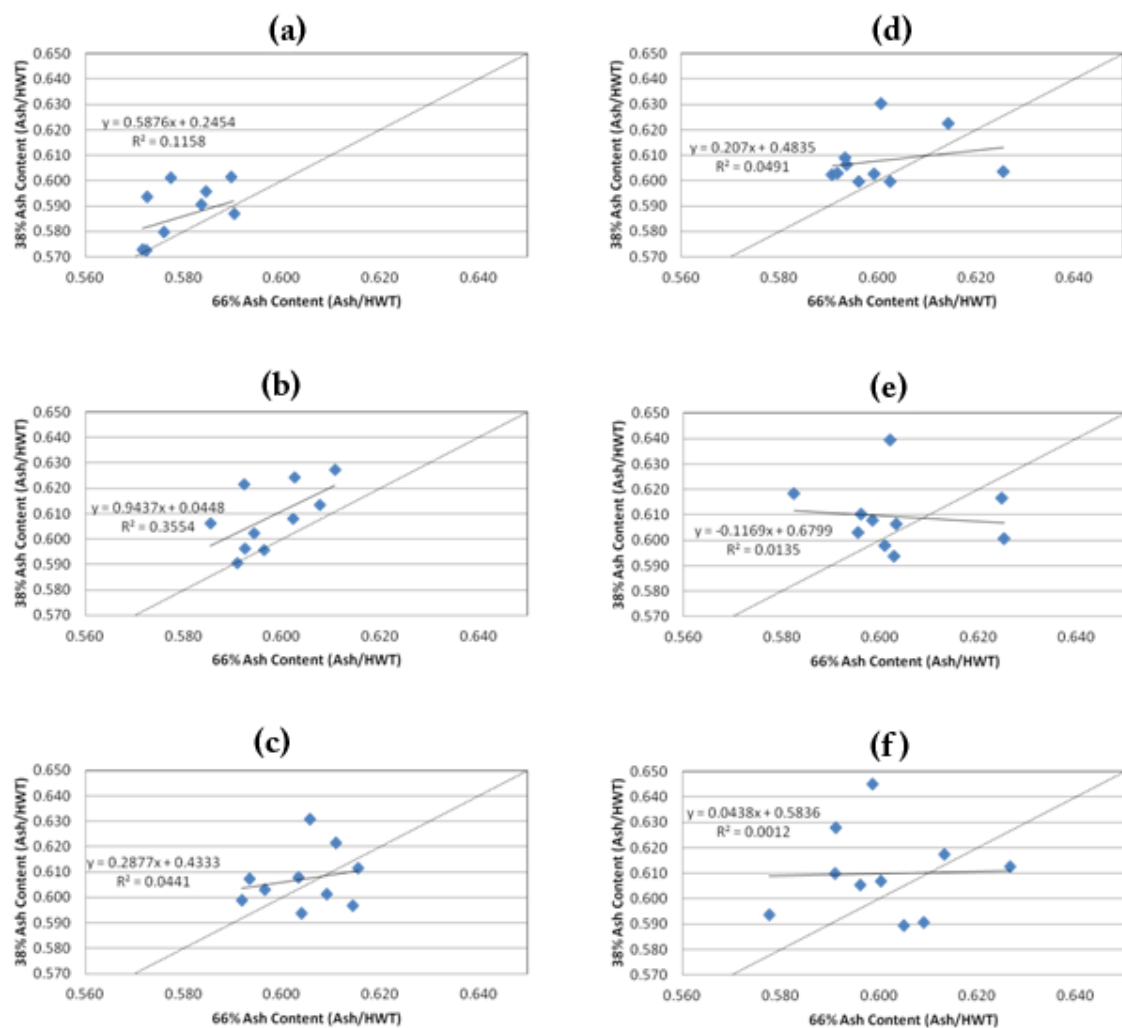 (a)
0.650
0.640
0.630
0.620
0.610
0.600
0.590
0.580
0.570
38% Ash Content (Ash/HWT)
y = 0.5876x + 0.2454
R² = 0.1158
0.560 0.580 0.600 0.620 0.640
66% Ash Content (Ash/HWT)
(d)
0.650
0.640
0.630
0.620
0.610
0.600
0.590
0.580
0.570
38% Ash Content (Ash/HWT)
y = 0.207x + 0.4835
R² = 0.0491
0.560 0.580 0.600 0.620 0.640
66% Ash Content (Ash/HWT)
(b)
0.650
0.640
0.630
0.620
0.610
0.600
0.590
0.580
0.570
38% Ash Content (Ash/HWT)
y = 0.9437x + 0.0448
R² = 0.3554
0.560 0.580 0.600 0.620 0.640
66% Ash Content (Ash/HWT)
(e)
0.650
0.640
0.630
0.620
0.610
0.600
0.590
0.580
0.570
38% Ash Content (Ash/HWT)
y = -0.1169x + 0.6799
R² = 0.0135
0.560 0.580 0.600 0.620 0.640
66% Ash Content (Ash/HWT)
(c)
0.650
0.640
0.630
0.620
0.610
0.600
0.590
0.580
0.570
38% Ash Content (Ash/HWT)
y = 0.2877x + 0.4333
R² = 0.0441
0.560 0.580 0.600 0.620 0.640
66% Ash Content (Ash/HWT)
(f)
0.650
0.640
0.630
0.620
0.610
0.600
0.590
0.580
0.570
38% Ash Content (Ash/HWT)
y = 0.0438x + 0.5836
R² = 0.0012
0.560 0.580 0.600 0.620 0.640
66% Ash Content (Ash/HWT)